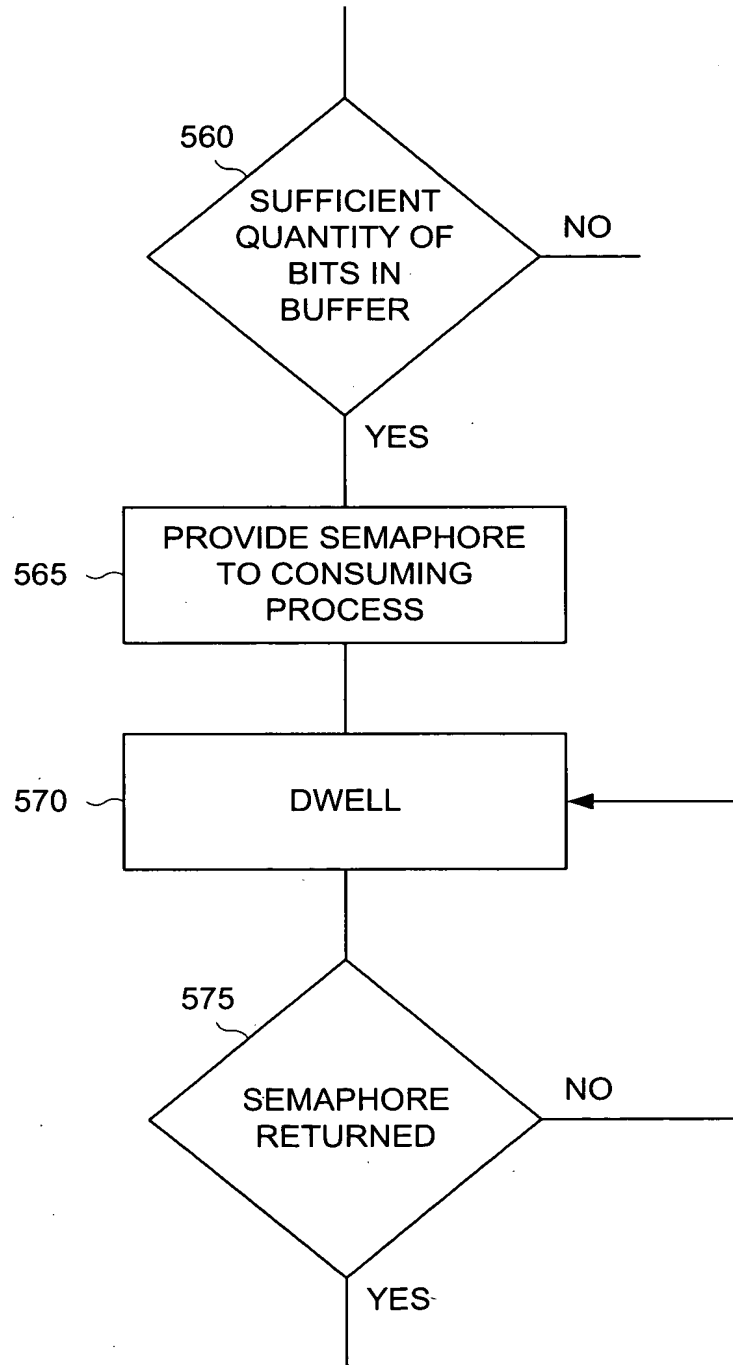 560
SUFFICIENT
QUANTITY OF
BITS IN
BUFFER
NO
YES
565
PROVIDE SEMAPHORE
TO CONSUMING
PROCESS
570
DWELL
575
SEMAPHORE
RETURNED
NO
YES